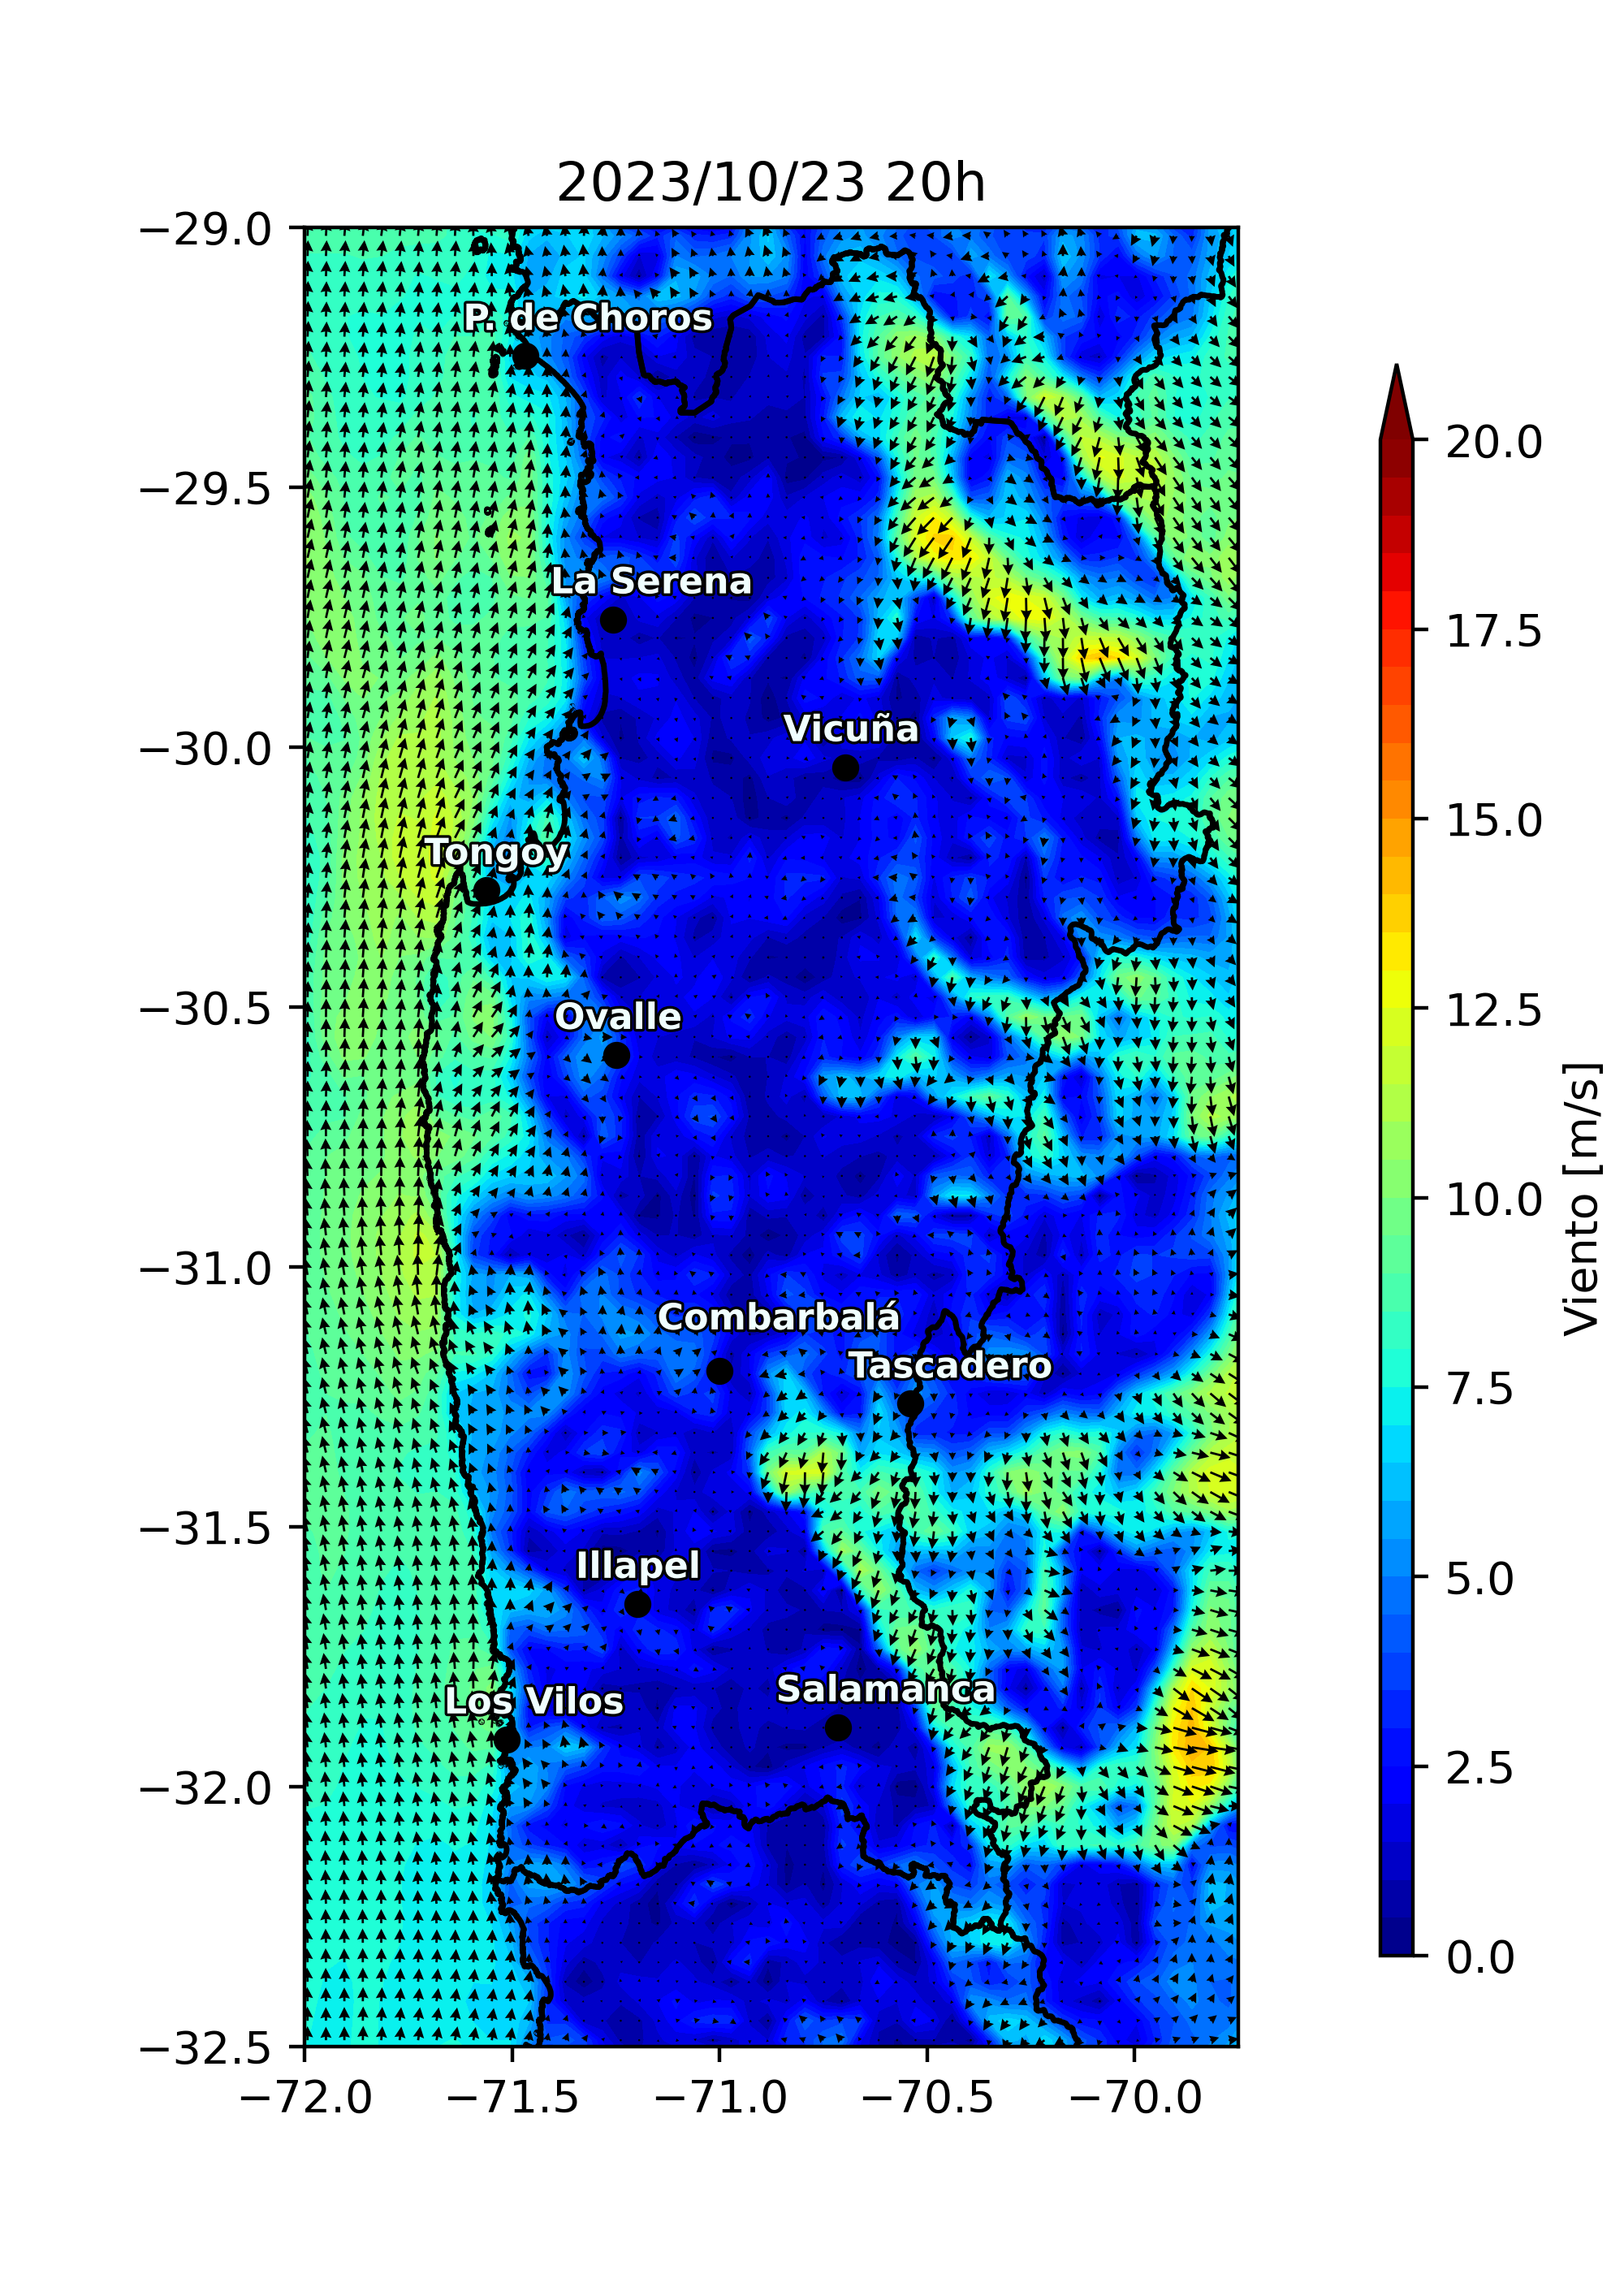 2023/10/23 20h
−29.0
−29.5
−30.0
−30.5
−31.0
−31.5
−32.0
−32.5
−72.0
−71.5
−71.0
−70.5
−70.0
P. de Choros
La Serena
Vicuña
Tongoy
Ovalle
Combarbalá
Tascadero
Illapel
Salamanca
Los Vilos
20.0
17.5
15.0
12.5
10.0
7.5
5.0
2.5
0.0
Viento [m/s]